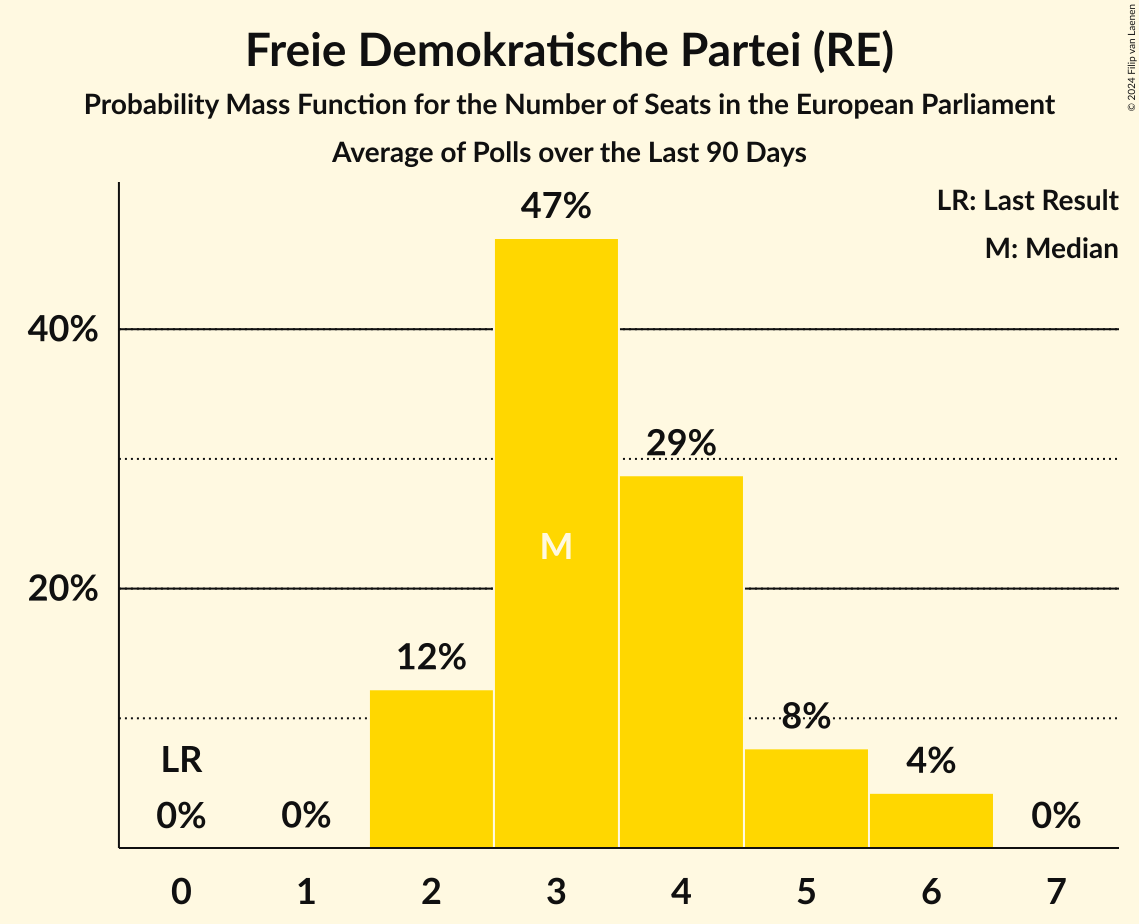 Freie Demokratische Partei (RE)
Probability Mass Function for the Number of Seats in the European Parliament
Average of Polls over the Last 90 Days
© 2024 Filip van Laenen
LR: Last Result
M: Median
47%
40%
29%
M
20%
12%
8%
LR
4%
0%
0%
0%
0 1 2 3 4 5 6 7